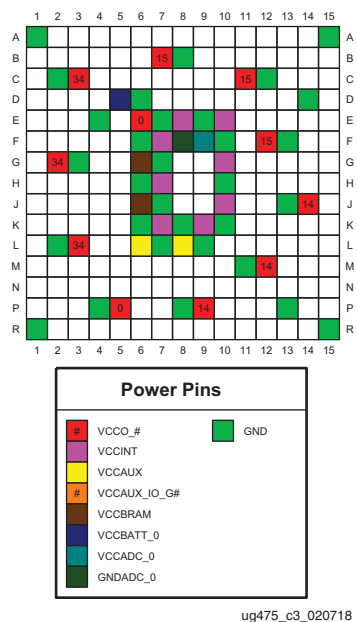 1 2 3 4 5 6 7 8 9 10 11 12 13 14 15
A A
B 15 B
C 34 15 C
D D
E 0 E
F 15 F
G 34 G
H H
J 14 J
K K
L 34 L
M 14 M
N N
P 0 14 P
R R
1 2 3 4 5 6 7 8 9 10 11 12 13 14 15
Power Pins
# VCCO_# GND
VCCINT
VCCAUX
# VCCAUX_IO_G#
VCCBRAM
VCCBATT_0
VCCADC_0
GNDADC_0
ug475_c3_020718